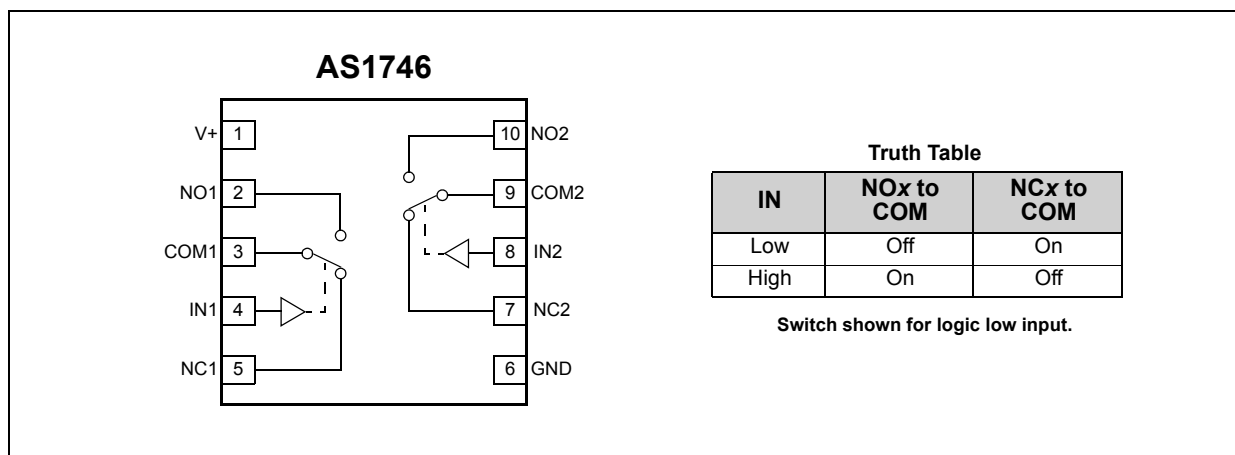 AS1746
V+ 1
NO1 2
COM1 3
IN1 4
NC1 5
10 NO2
9 COM2
8 IN2
7 NC2
6 GND
Truth Table
IN NOx to COM NCx to COM
Low Off On
High On Off
Switch shown for logic low input.